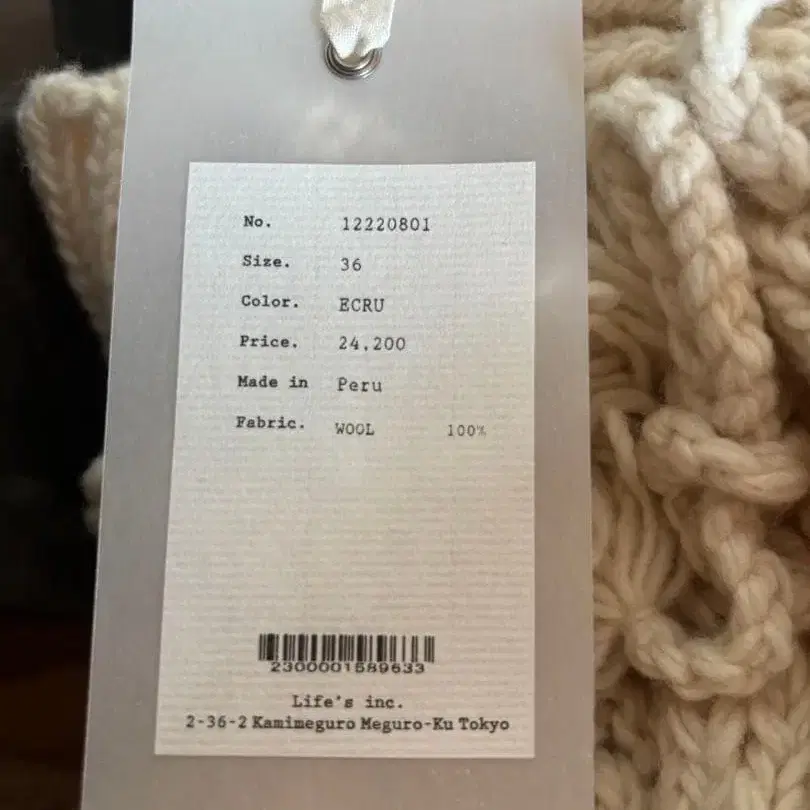 No. 12220801
Size. 36
Color. ECRU
Price. 24,200
Made in Peru
Fabric. WOOL 100%
2300001589633
Life's inc.
2-36-2 Kamimeguro Meguro-Ku Tokyo